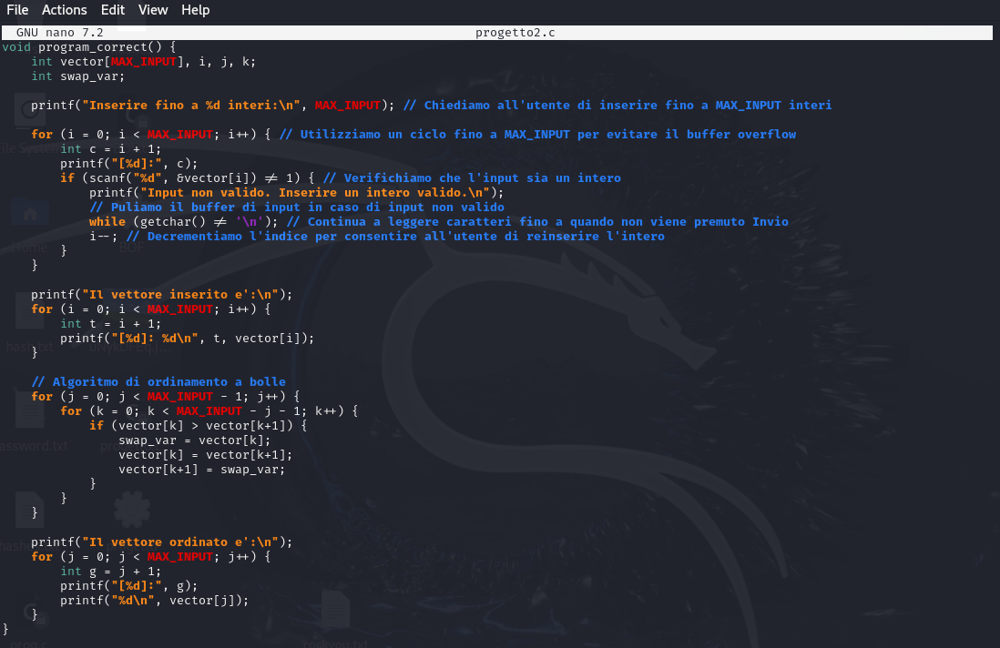 File Actions Edit View Help
GNU nano 7.2 progetto2.c
void program_correct() {
    int vector[MAX_INPUT], i, j, k;
    int swap_var;

    printf("Inserire fino a %d interi:\n", MAX_INPUT); // Chiediamo all'utente di inserire fino a MAX_INPUT interi

    for (i = 0; i < MAX_INPUT; i++) { // Utilizziamo un ciclo fino a MAX_INPUT per evitare il buffer overflow
        int c = i + 1;
        printf("[%d]:", c);
        if (scanf("%d", &vector[i]) != 1) { // Verifichiamo che l'input sia un intero
            printf("Input non valido. Inserire un intero valido.\n");
            // Puliamo il buffer di input in caso di input non valido
            while (getchar() != '\n'); // Continua a leggere caratteri fino a quando non viene premuto Invio
            i--; // Decrementiamo l'indice per consentire all'utente di reinserire l'intero
        }
    }

    printf("Il vettore inserito e':\n");
    for (i = 0; i < MAX_INPUT; i++) {
        int t = i + 1;
        printf("[%d]: %d\n", t, vector[i]);
    }

    // Algoritmo di ordinamento a bolle
    for (j = 0; j < MAX_INPUT - 1; j++) {
        for (k = 0; k < MAX_INPUT - j - 1; k++) {
            if (vector[k] > vector[k+1]) {
                swap_var = vector[k];
                vector[k] = vector[k+1];
                vector[k+1] = swap_var;
            }
        }
    }

    printf("Il vettore ordinato e':\n");
    for (j = 0; j < MAX_INPUT; j++) {
        int g = j + 1;
        printf("[%d]:", g);
        printf("%d\n", vector[j]);
    }
}